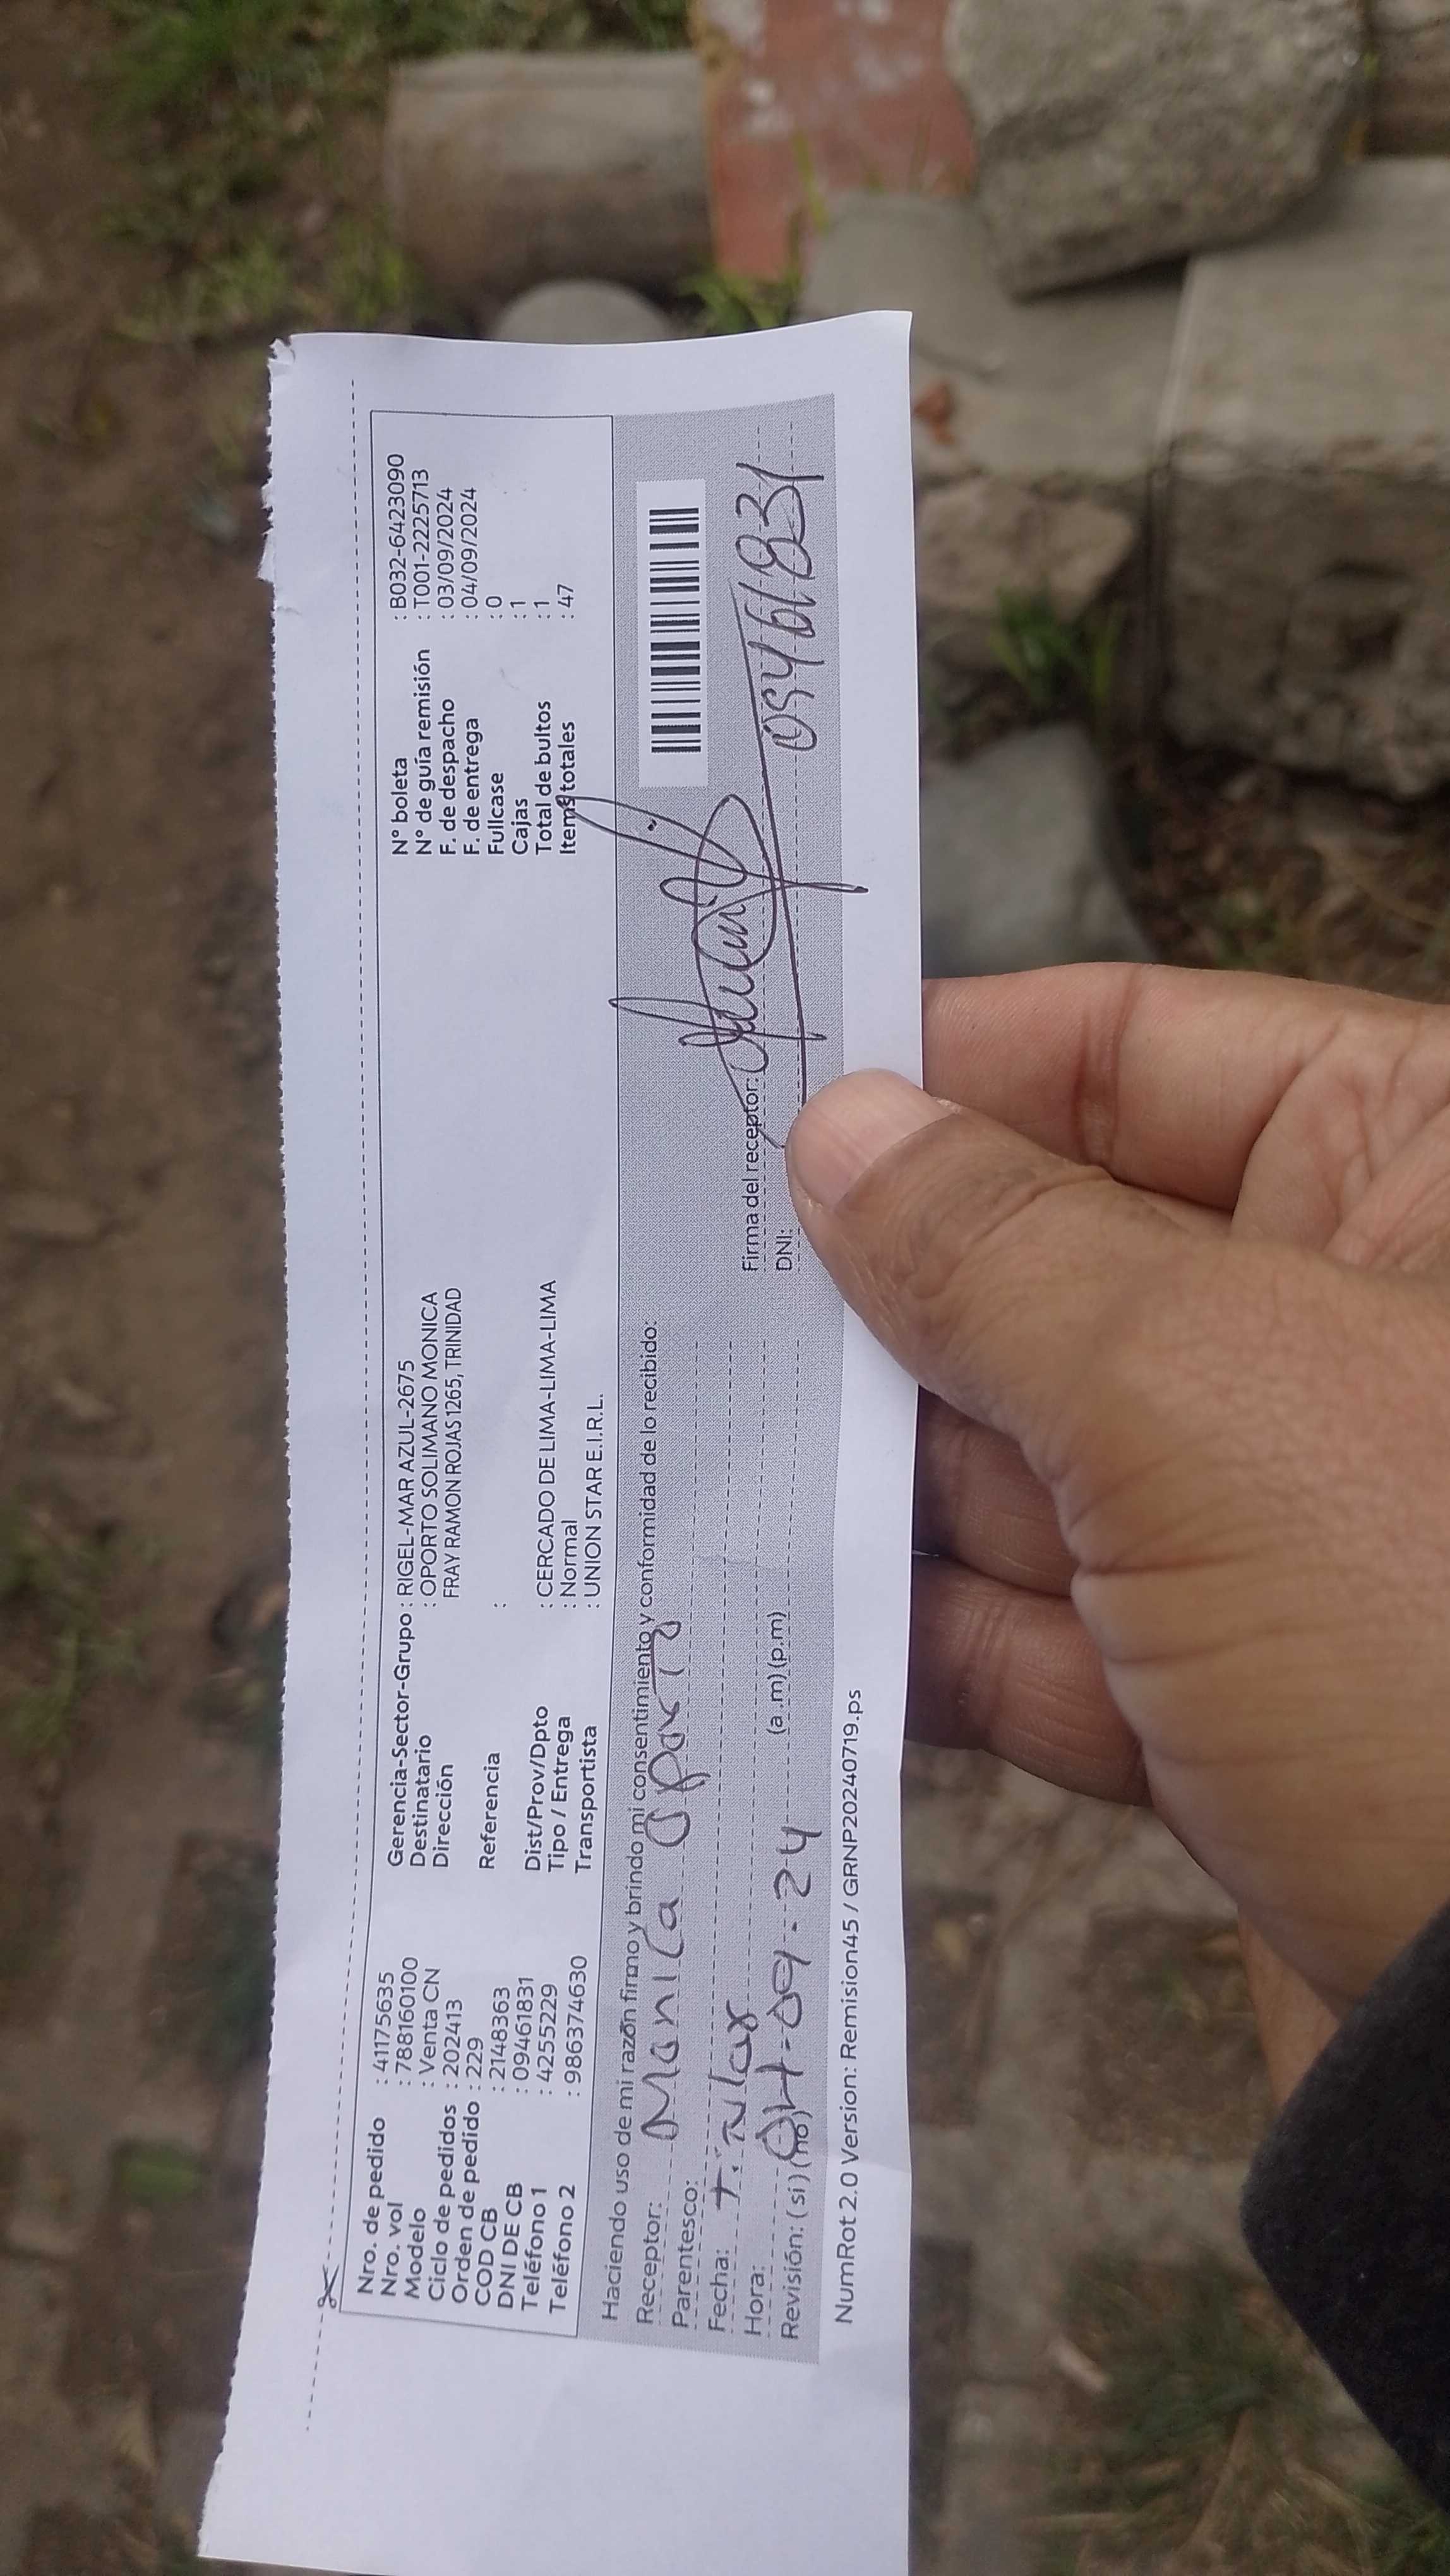 Nro. de pedido : 41175635
Nro. vol : 788160100
Modelo : Venta CN
Ciclo de pedidos : 202413
Orden de pedido : 229
COD CB : 2148363
DNI DE CB : 09461831
Teléfono 1 : 4255229
Teléfono 2 : 986374630
Gerencia-Sector-Grupo : RIGEL-MAR AZUL-2675
Destinatario : OPORTO SOLIMANO MONICA
Dirección FRAY RAMON ROJAS 1265, TRINIDAD
Referencia :
Dist/Prov/Dpto : CERCADO DE LIMA-LIMA-LIMA
Tipo / Entrega : Normal
Transportista : UNION STAR E.I.R.L.
N° boleta : B032-6423090
N° de guía remisión : T001-2225713
F. de despacho : 03/09/2024
F. de entrega : 04/09/2024
Fullcase : 0
Cajas : 1
Total de bultos : 1
Items totales : 47
Haciendo uso de mi razón firmo y brindo mi consentimiento y conformidad de lo recibido:
Receptor: Monica Oporto
Parentesco:
Fecha: Titular
Hora: 04-09-24
Revisión: (si) (no) (a.m) (p.m)
Firma del receptor:
DNI: 09461831
NumRot 2.0 Version: Remision45 / GRNP20240719.ps